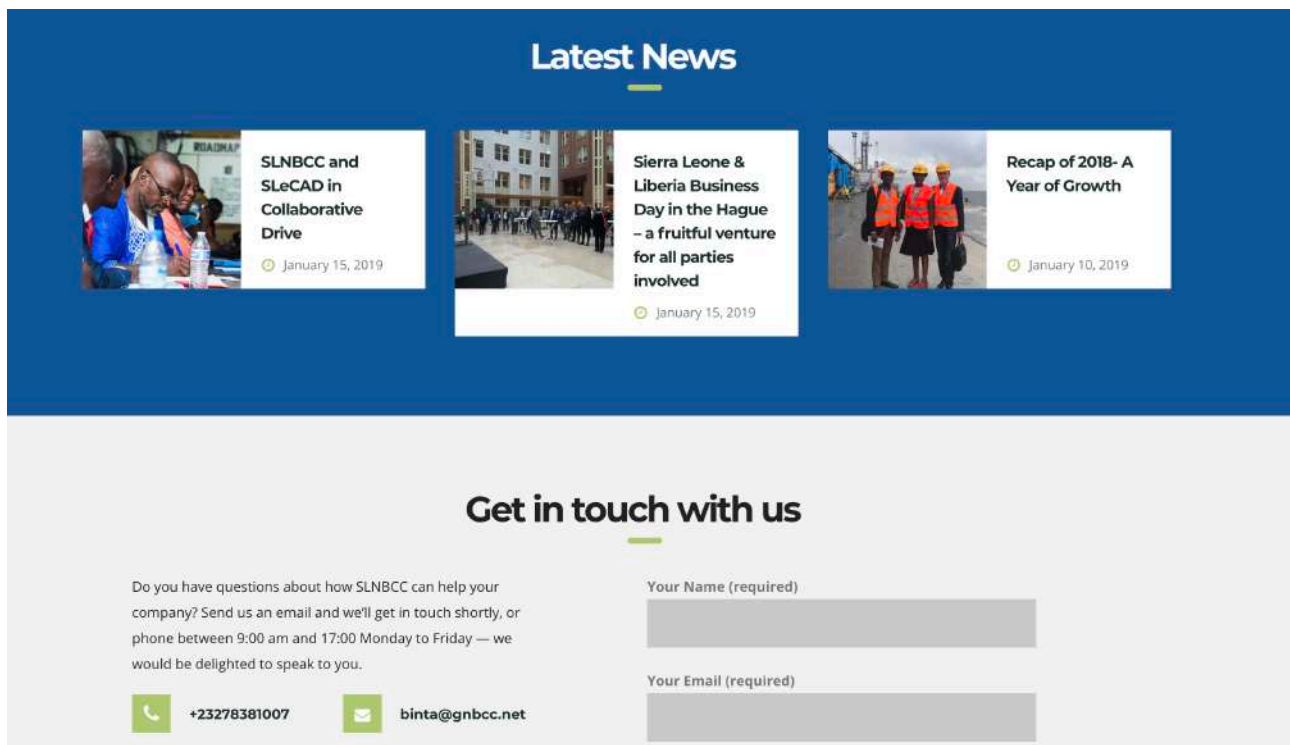 Latest News
ROADMAP
SLNBCC and
SLeCAD in
Collaborative
Drive
January 15, 2019
Sierra Leone &
Liberia Business
Day in the Hague
– a fruitful venture
for all parties
involved
January 15, 2019
Recap of 2018- A
Year of Growth
January 10, 2019
Get in touch with us
Do you have questions about how SLNBCC can help your
company? Send us an email and we'll get in touch shortly, or
phone between 9:00 am and 17:00 Monday to Friday — we
would be delighted to speak to you.
+23278381007
binta@gnbcc.net
Your Name (required)
Your Email (required)